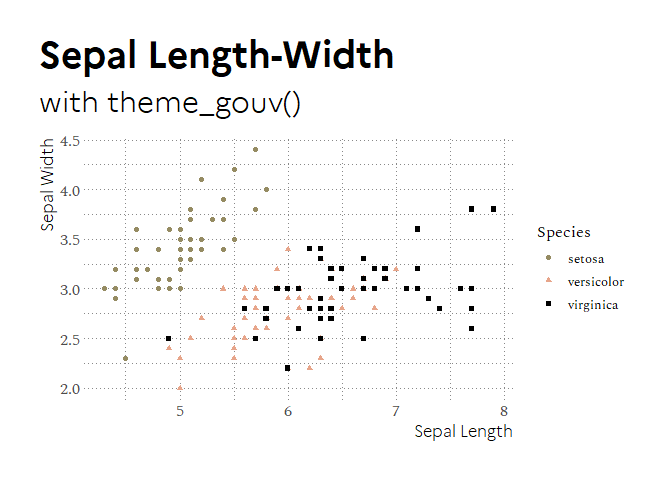 Sepal Length-Width
with theme_gouv()
Sepal Width
4.5
4.0
3.5
3.0
2.5
2.0
5 6 7 8
Sepal Length
Species
setosa
versicolor
virginica